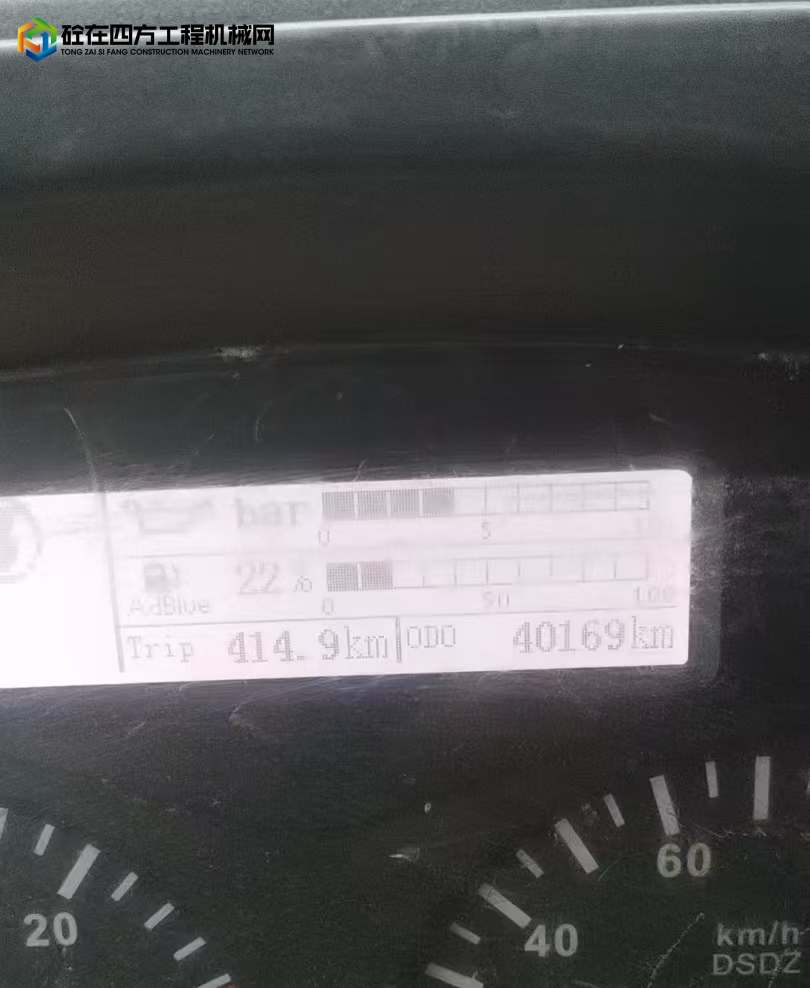 砼在四方工程机械网
TONG ZAI SI FANG CONSTRUCTION MACHINERY NETWORK
bar
0 5
22%
AdBlue
0 50 100
Trip 414.9km ODO 40169km
60
20
40
km/h
DSDZ